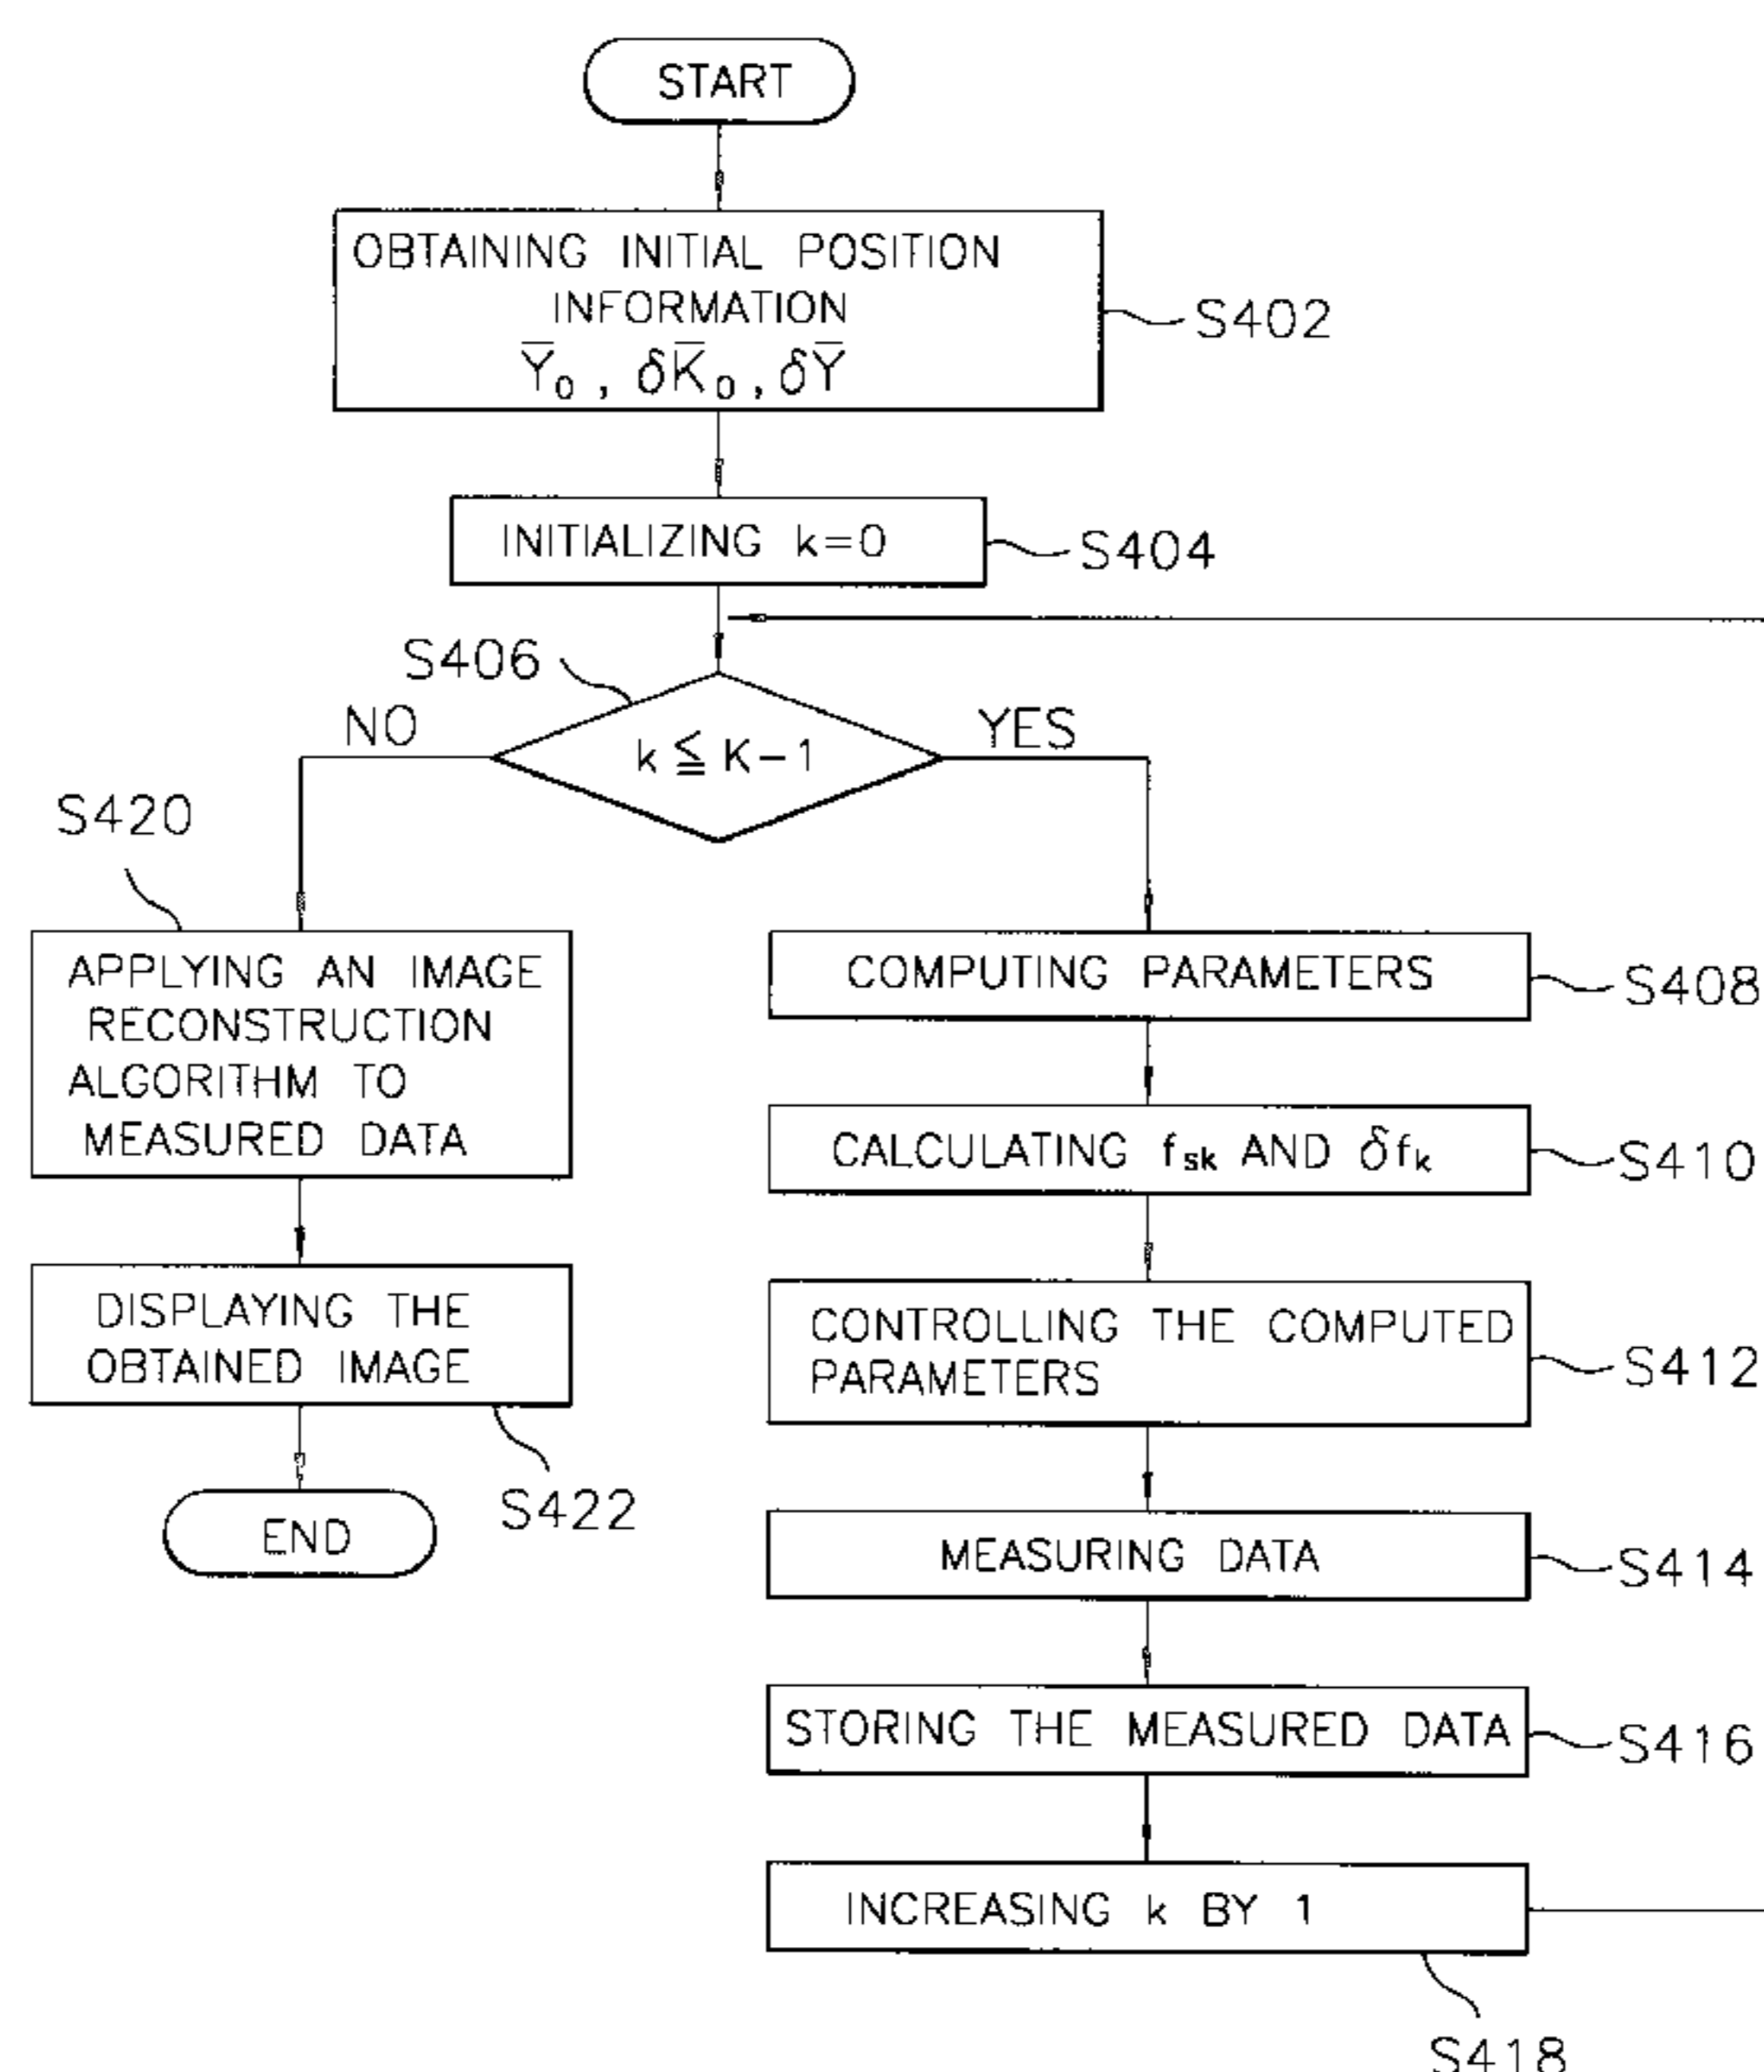 START
OBTAINING INITIAL POSITION
INFORMATION
Y̅₀ , δK̅₀ , δY̅
S402
INITIALIZING k=0
S404
S406
NO
k ≦ K−1
YES
S420
APPLYING AN IMAGE
RECONSTRUCTION
ALGORITHM TO
MEASURED DATA
COMPUTING PARAMETERS
S408
CALCULATING fsk AND δfk
S410
DISPLAYING THE
OBTAINED IMAGE
S422
END
CONTROLLING THE COMPUTED
PARAMETERS
S412
MEASURING DATA
S414
STORING THE MEASURED DATA
S416
INCREASING k BY 1
S418